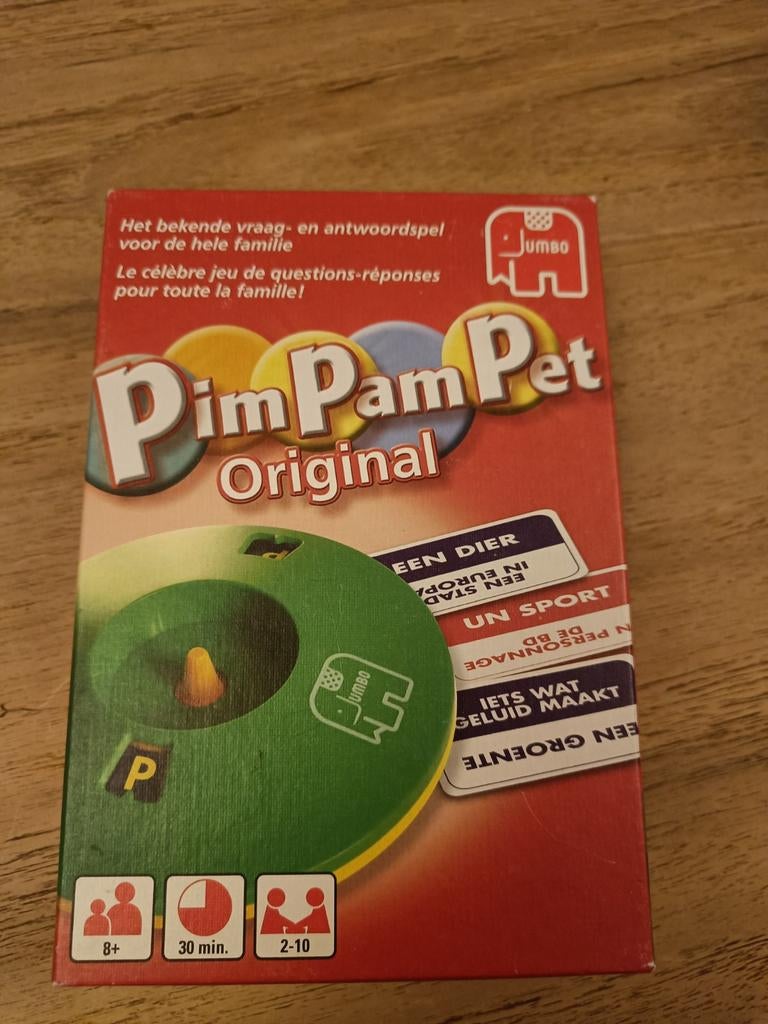 Het bekende vraag- en antwoordspel
voor de hele familie
Le célèbre jeu de questions-réponses
pour toute la famille!
JUMBO
PimPamPet
Original
EEN DIER
EEN STAD
IN EUROPA
UN SPORT
N PERSONNAGE
DE BD
IETS WAT
GELUID MAAKT
EEN GROENTE
P
JUMBO
P
8+
30 min.
2-10